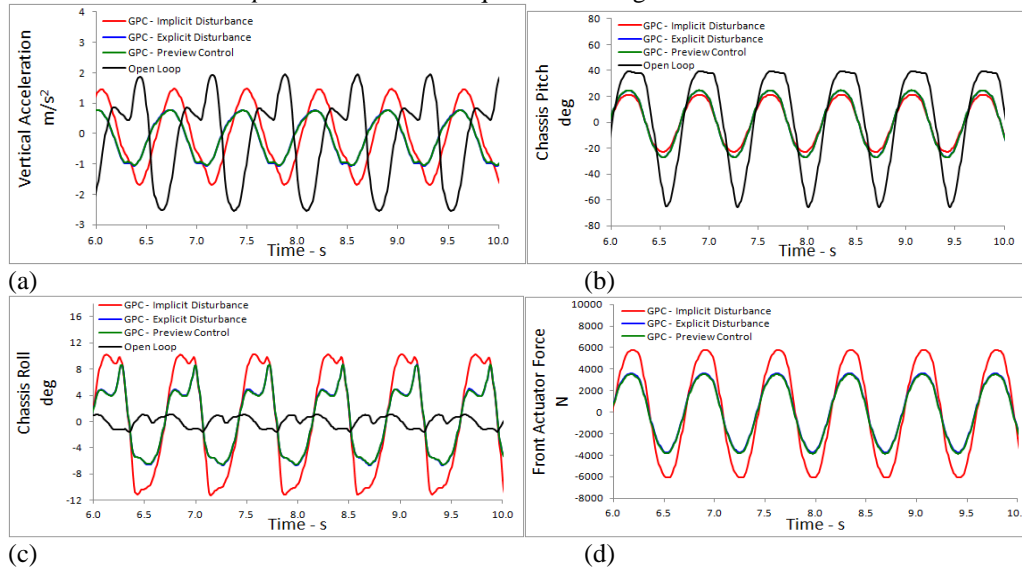 GPC - Implicit Disturbance
GPC - Explicit Disturbance
GPC - Preview Control
Open Loop
Vertical Acceleration
m/s²
4
3
2
1
0
-1
-2
-3
6.0 6.5 7.0 7.5 8.0 8.5 9.0 9.5 10.0
Time - s
(a)
GPC - Implicit Disturbance
GPC - Explicit Disturbance
GPC - Preview Control
Open Loop
Chassis Pitch
deg
80
60
40
20
0
-20
-40
-60
-80
6.0 6.5 7.0 7.5 8.0 8.5 9.0 9.5 10.0
Time - s
(b)
GPC - Implicit Disturbance
GPC - Explicit Disturbance
GPC - Preview Control
Open Loop
Chassis Roll
deg
16
12
8
4
0
-4
-8
-12
6.0 6.5 7.0 7.5 8.0 8.5 9.0 9.5 10.0
Time - s
(c)
GPC - Implicit Disturbance
GPC - Explicit Disturbance
GPC - Preview Control
Front Actuator Force
N
10000
8000
6000
4000
2000
0
-2000
-4000
-6000
-8000
6.0 6.5 7.0 7.5 8.0 8.5 9.0 9.5 10.0
Time - s
(d)